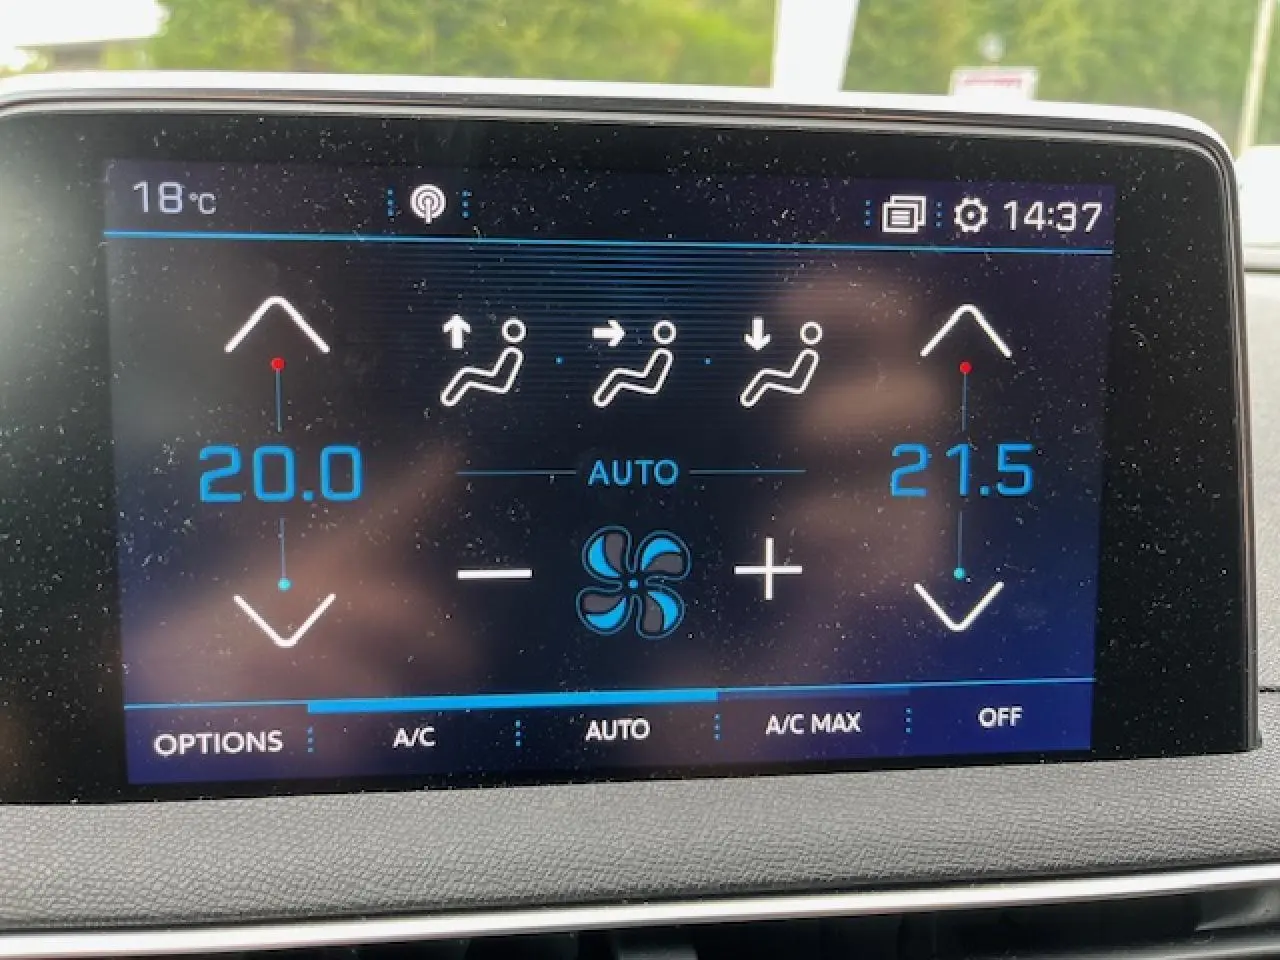 18°C
14:37
20.0
AUTO
21.5
OPTIONS
A/C
AUTO
A/C MAX
OFF